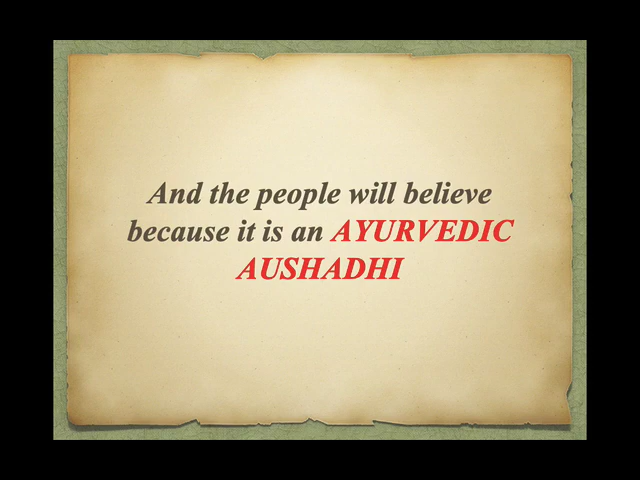 And the people will believe
because it is an AYURVEDIC
AUSHADHI